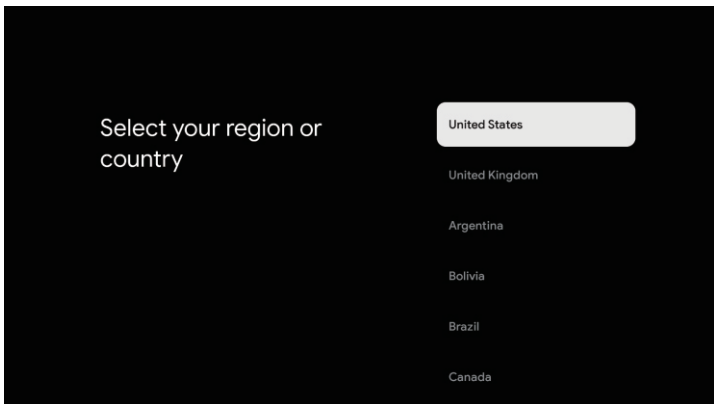 Select your region or
country
United States
United Kingdom
Argentina
Bolivia
Brazil
Canada